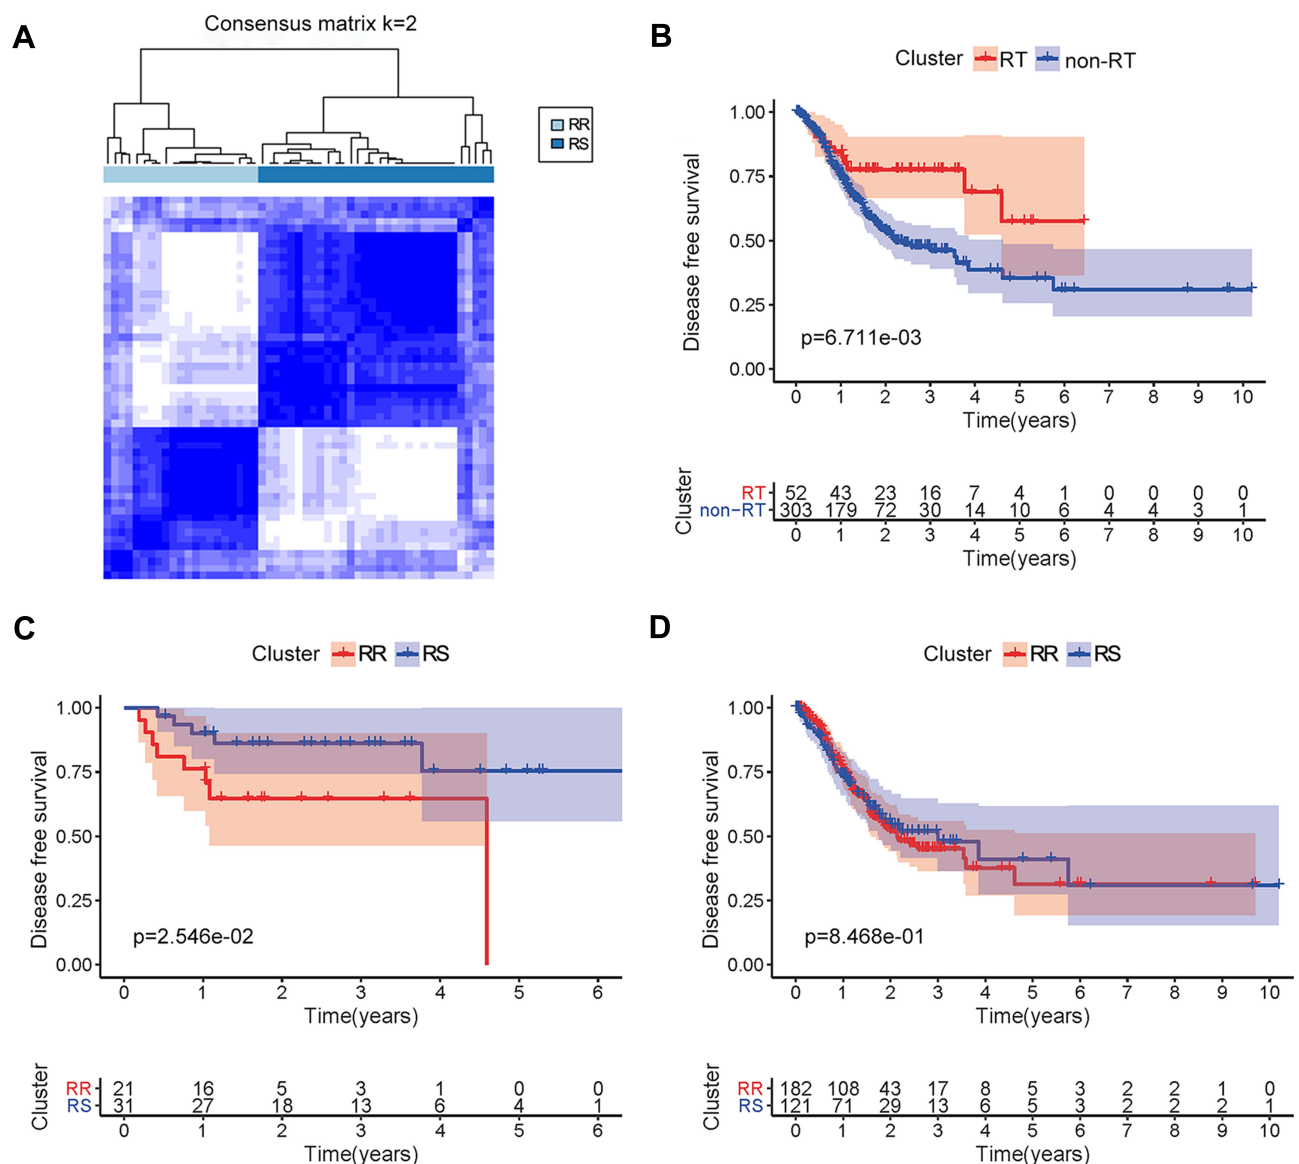 A
Consensus matrix k=2
RR
RS
B
Cluster RT non-RT
Disease free survival
1.00
0.75
0.50
0.25
0.00
p=6.711e-03
0 1 2 3 4 5 6 7 8 9 10
Time(years)
Cluster
RT 52 43 23 16 7 4 1 0 0 0 0
non-RT 303 179 72 30 14 10 6 4 4 3 1
0 1 2 3 4 5 6 7 8 9 10
Time(years)
C
Cluster RR RS
Disease free survival
1.00
0.75
0.50
0.25
0.00
p=2.546e-02
0 1 2 3 4 5 6
Time(years)
Cluster
RR 21 16 5 3 1 0 0
RS 31 27 18 13 6 4 1
0 1 2 3 4 5 6
Time(years)
D
Cluster RR RS
Disease free survival
1.00
0.75
0.50
0.25
0.00
p=8.468e-01
0 1 2 3 4 5 6 7 8 9 10
Time(years)
Cluster
RR 182 108 43 17 8 5 3 2 2 1 0
RS 121 71 29 13 6 5 3 2 2 2 1
0 1 2 3 4 5 6 7 8 9 10
Time(years)